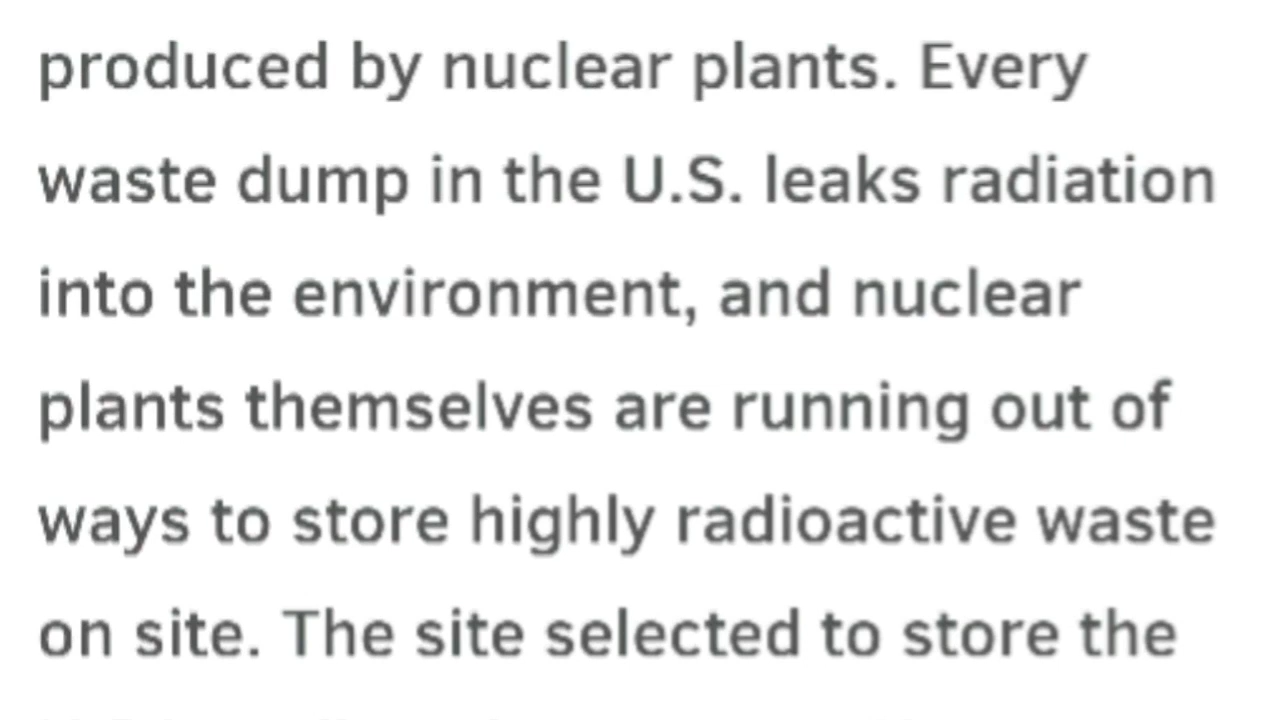 produced by nuclear plants. Every
waste dump in the U.S. leaks radiation
into the environment, and nuclear
plants themselves are running out of
ways to store highly radioactive waste
on site. The site selected to store the